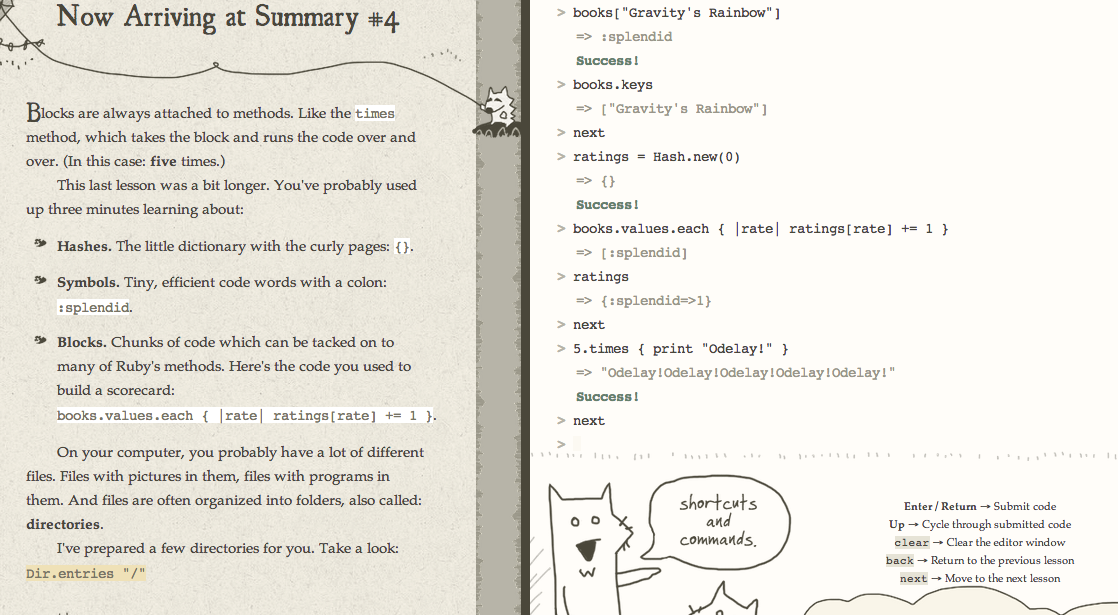 Now Arriving at Summary #4
Blocks are always attached to methods. Like the times
method, which takes the block and runs the code over and
over. (In this case: five times.)
This last lesson was a bit longer. You've probably used
up three minutes learning about:
Hashes. The little dictionary with the curly pages: {}.
Symbols. Tiny, efficient code words with a colon:
:splendid.
Blocks. Chunks of code which can be tacked on to
many of Ruby's methods. Here's the code you used to
build a scorecard:
books.values.each { |rate| ratings[rate] += 1 }.
On your computer, you probably have a lot of different
files. Files with pictures in them, files with programs in
them. And files are often organized into folders, also called:
directories.
I've prepared a few directories for you. Take a look:
Dir.entries "/"
> books["Gravity's Rainbow"]
=> :splendid
Success!
> books.keys
=> ["Gravity's Rainbow"]
> next
> ratings = Hash.new(0)
=> {}
Success!
> books.values.each { |rate| ratings[rate] += 1 }
=> [:splendid]
> ratings
=> {:splendid=>1}
> next
> 5.times { print "Odelay!" }
=> "Odelay!Odelay!Odelay!Odelay!Odelay!"
Success!
> next
>
shortcuts
and
commands.
Enter / Return → Submit code
Up → Cycle through submitted code
clear → Clear the editor window
back → Return to the previous lesson
next → Move to the next lesson